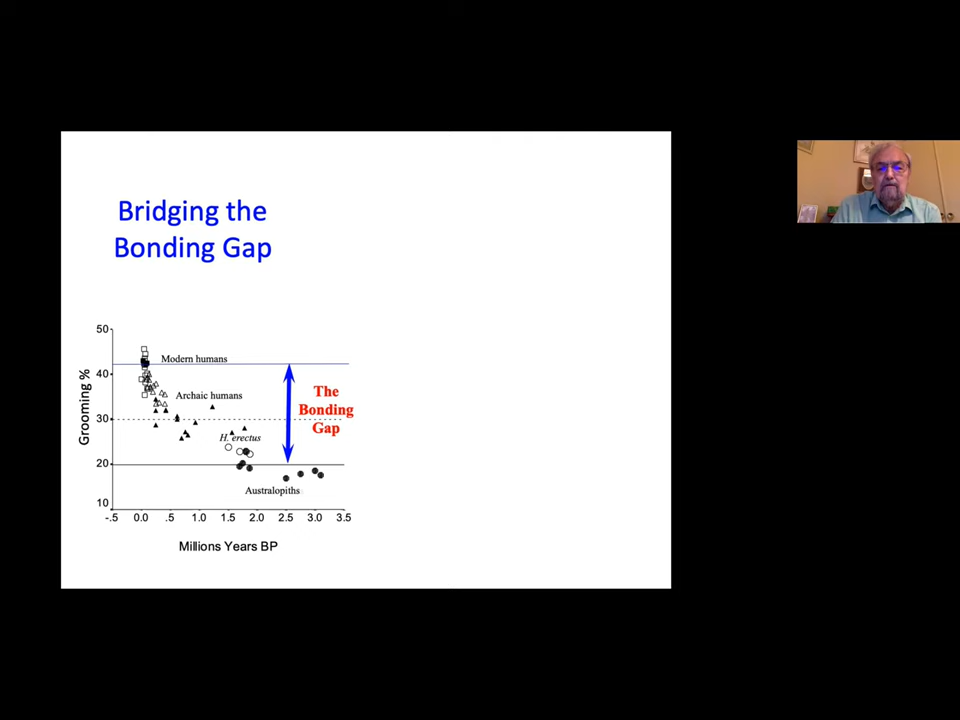 Bridging the
Bonding Gap
50
40
30
20
10
Grooming %
Modern humans
Archaic humans
H. erectus
Australopiths
The
Bonding
Gap
-.5 0.0 .5 1.0 1.5 2.0 2.5 3.0 3.5
Millions Years BP